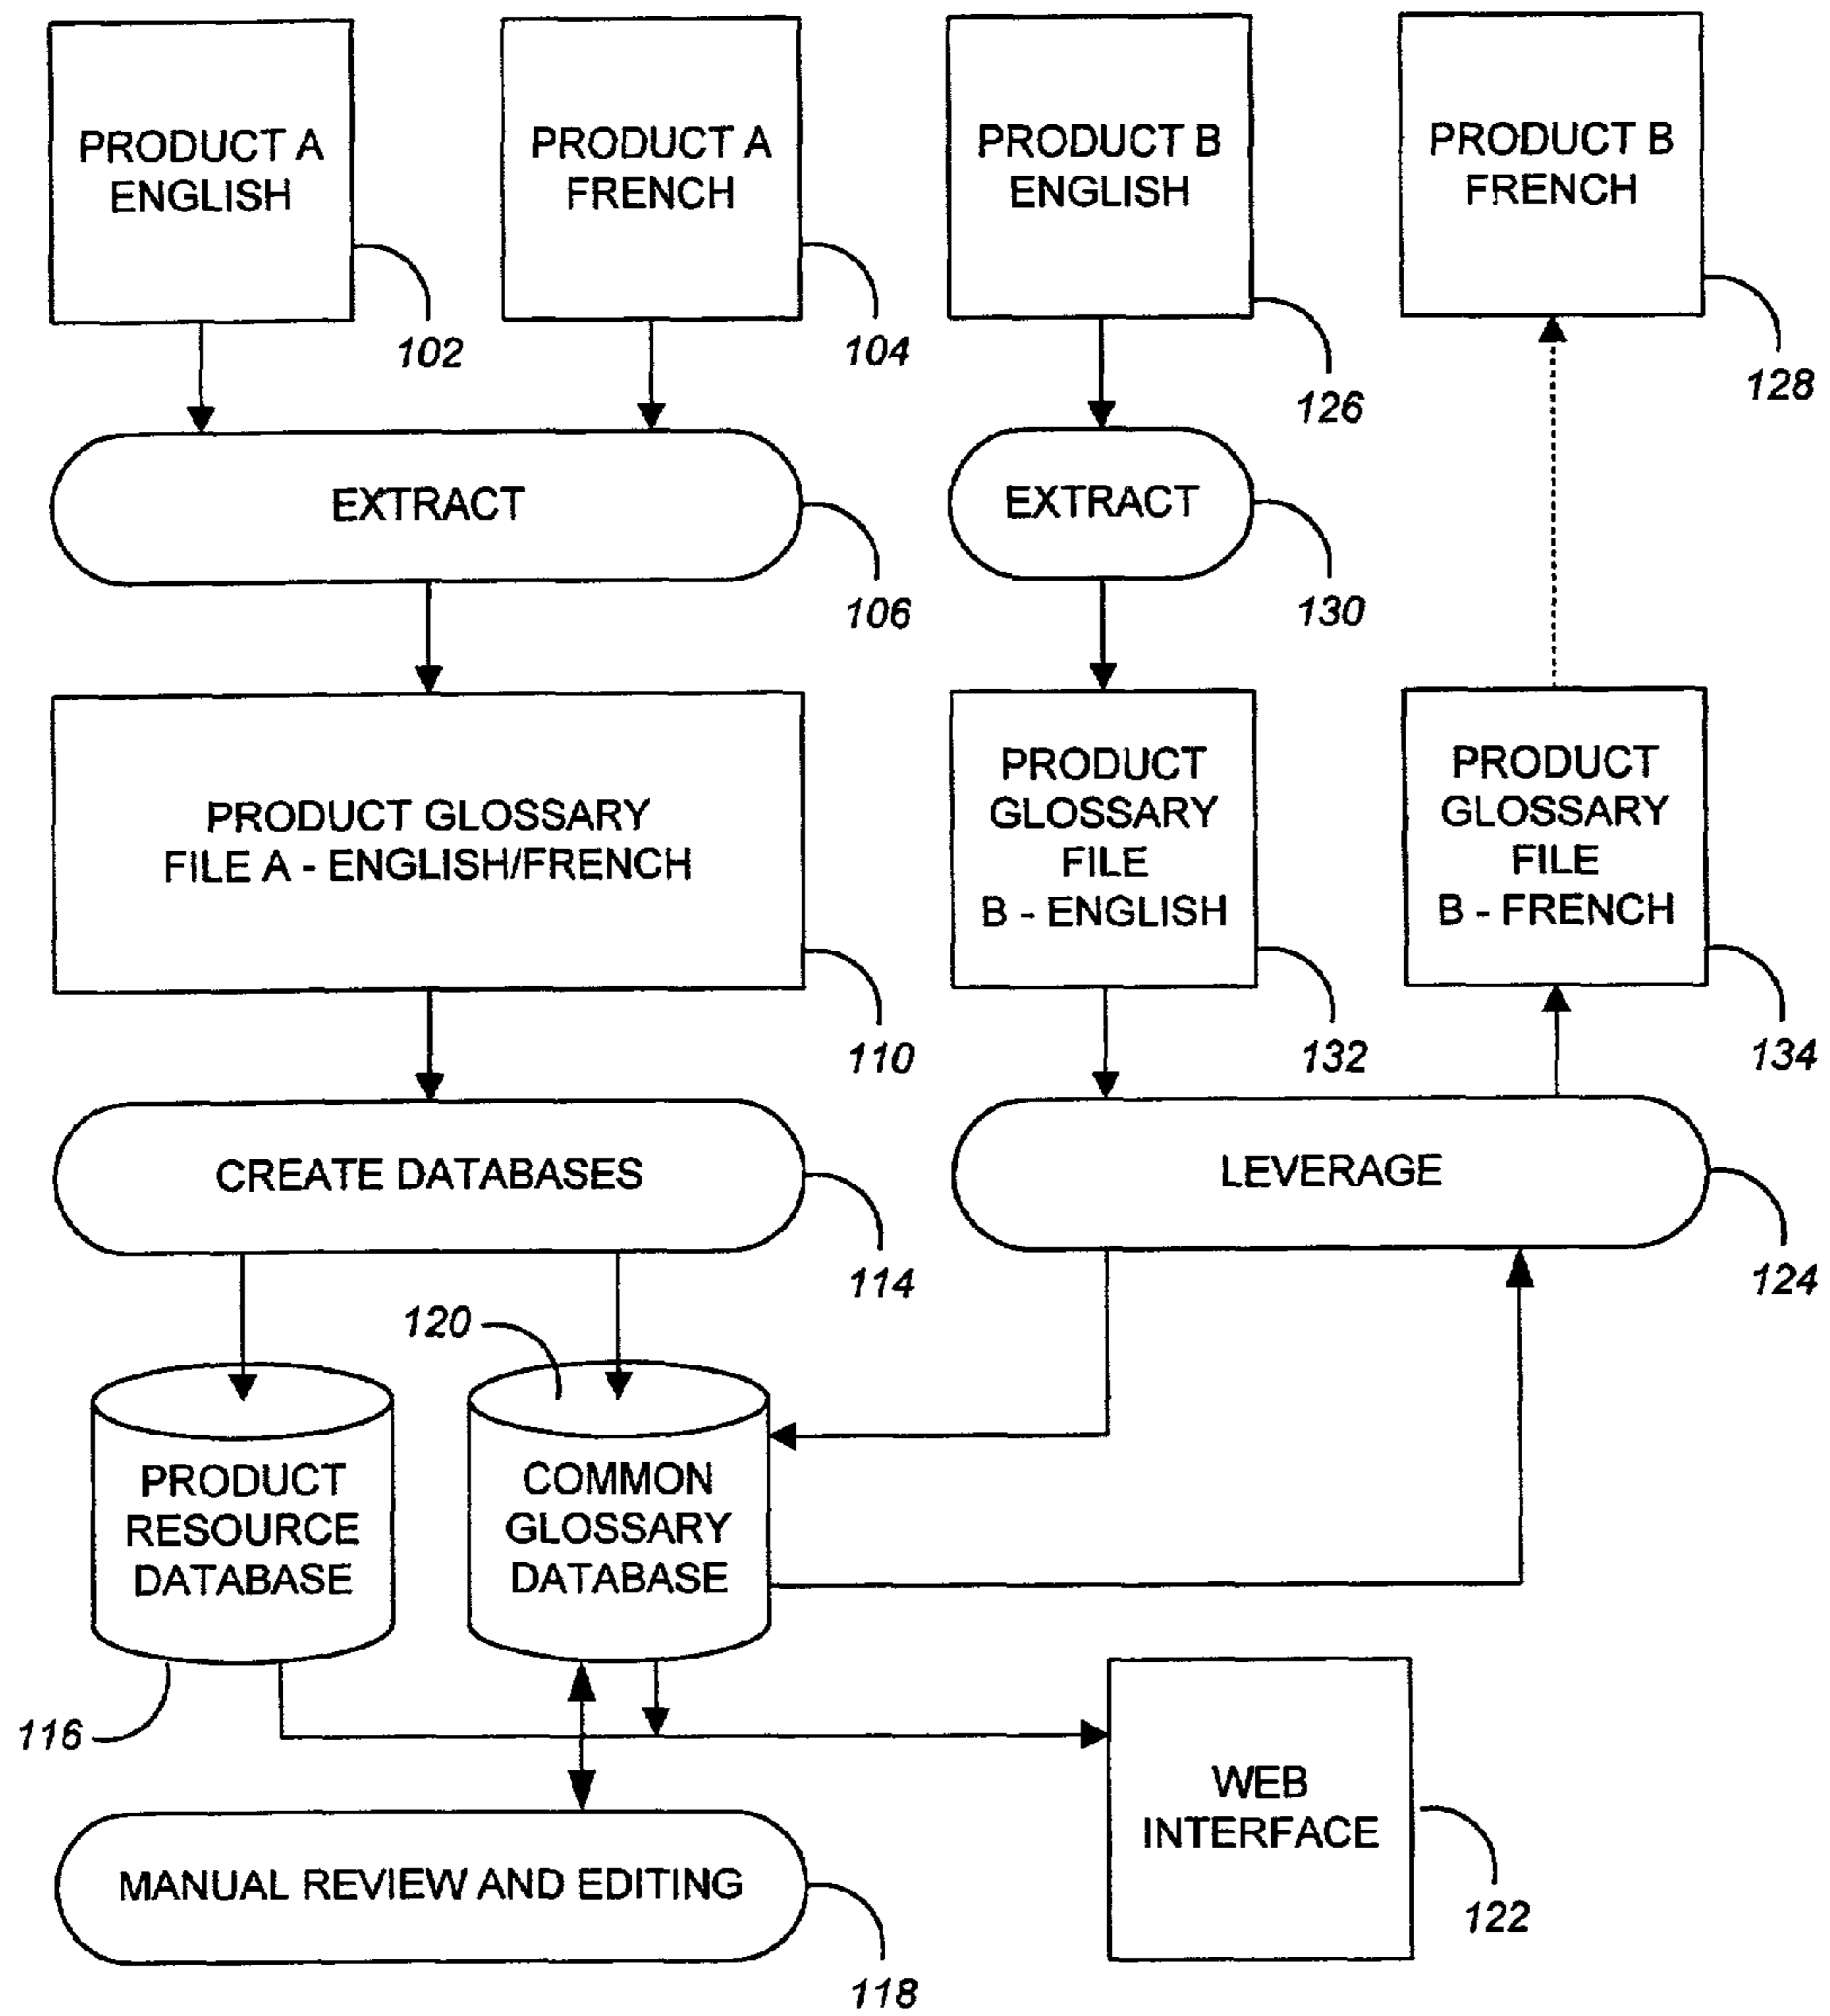 PRODUCT A
ENGLISH
102
PRODUCT A
FRENCH
104
PRODUCT B
ENGLISH
126
PRODUCT B
FRENCH
128
EXTRACT
106
EXTRACT
130
PRODUCT GLOSSARY
FILE A - ENGLISH/FRENCH
110
PRODUCT
GLOSSARY
FILE
B - ENGLISH
132
PRODUCT
GLOSSARY
FILE
B - FRENCH
134
CREATE DATABASES
114
LEVERAGE
124
120
PRODUCT
RESOURCE
DATABASE
116
COMMON
GLOSSARY
DATABASE
WEB
INTERFACE
122
MANUAL REVIEW AND EDITING
118